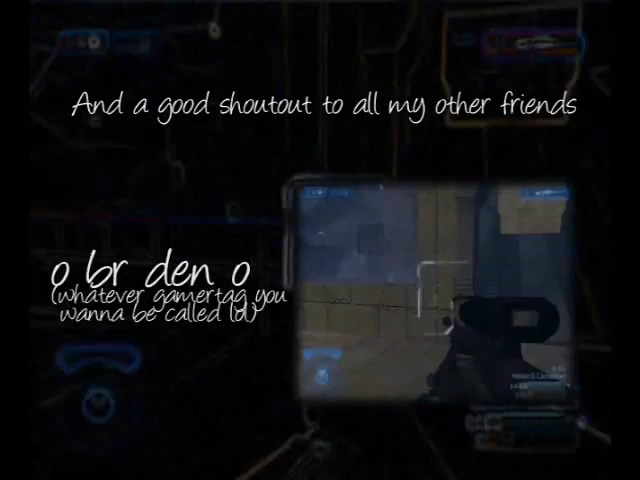 And a good shoutout to all my other friends
o br den o
(whatever gamertag you
wanna be called lol)